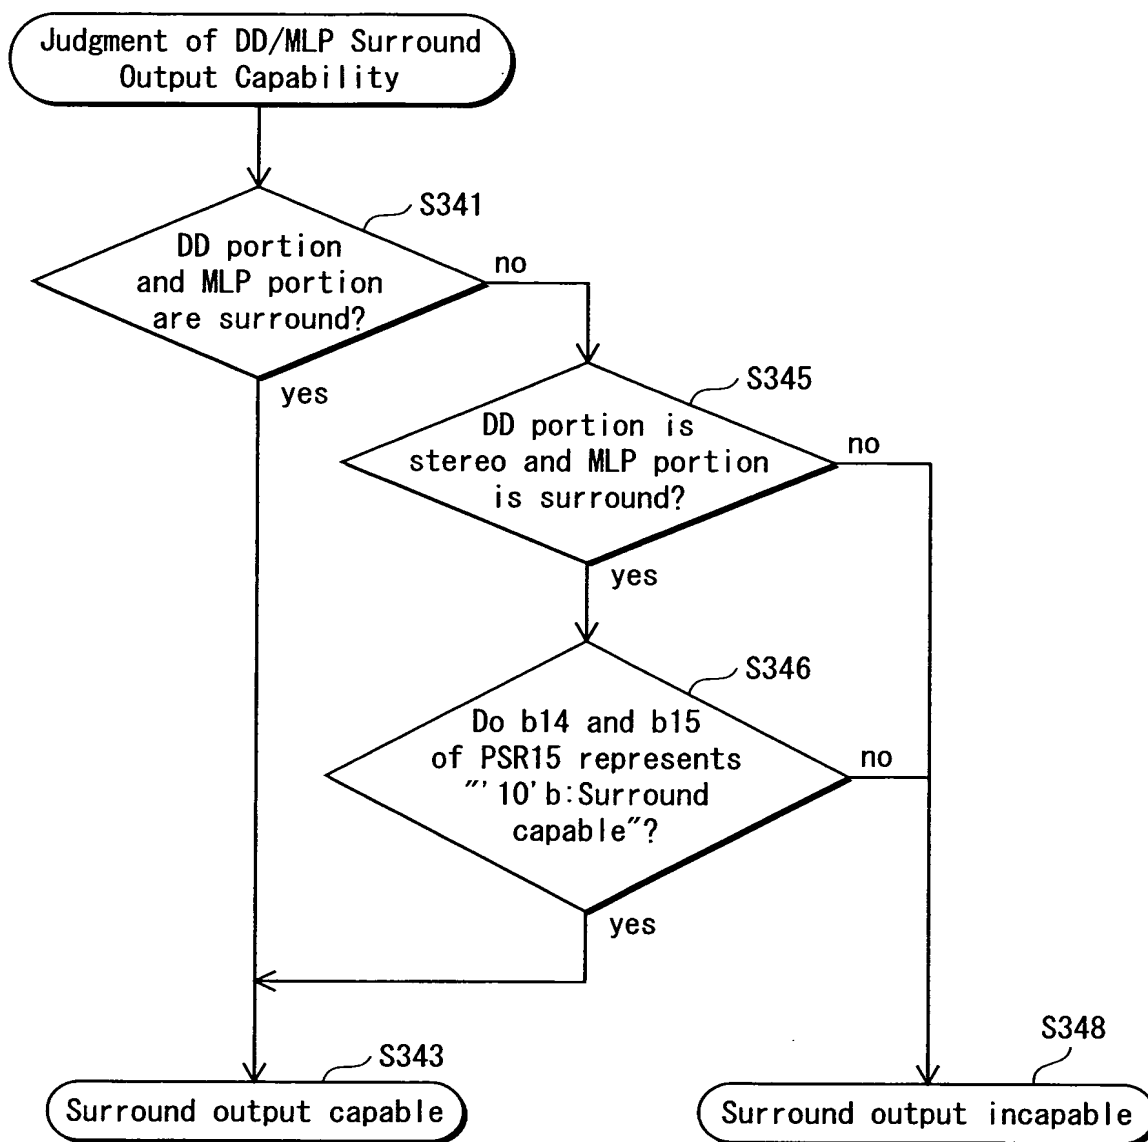 Judgment of DD/MLP Surround
Output Capability
S341
DD portion
and MLP portion
are surround?
no
yes
S345
DD portion is
stereo and MLP portion
is surround?
no
yes
S346
Do b14 and b15
of PSR15 represents
"'10'b:Surround
capable"?
no
yes
S343
Surround output capable
S348
Surround output incapable